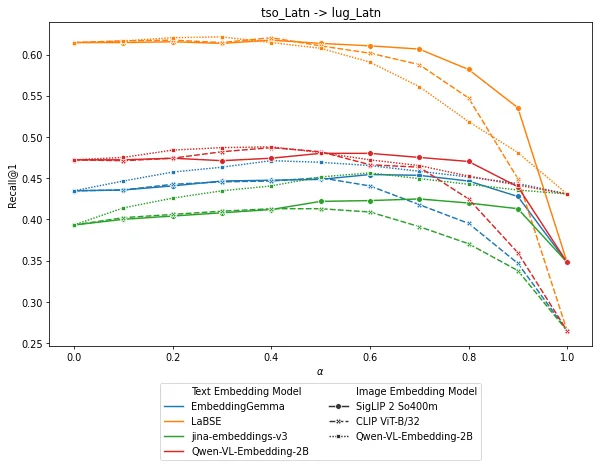 tso_Latn -> lug_Latn
Recall@1
0.60
0.55
0.50
0.45
0.40
0.35
0.30
0.25
0.0 0.2 0.4 0.6 0.8 1.0
α
Text Embedding Model Image Embedding Model
EmbeddingGemma SigLIP 2 So400m
LaBSE CLIP ViT-B/32
jina-embeddings-v3 Qwen-VL-Embedding-2B
Qwen-VL-Embedding-2B